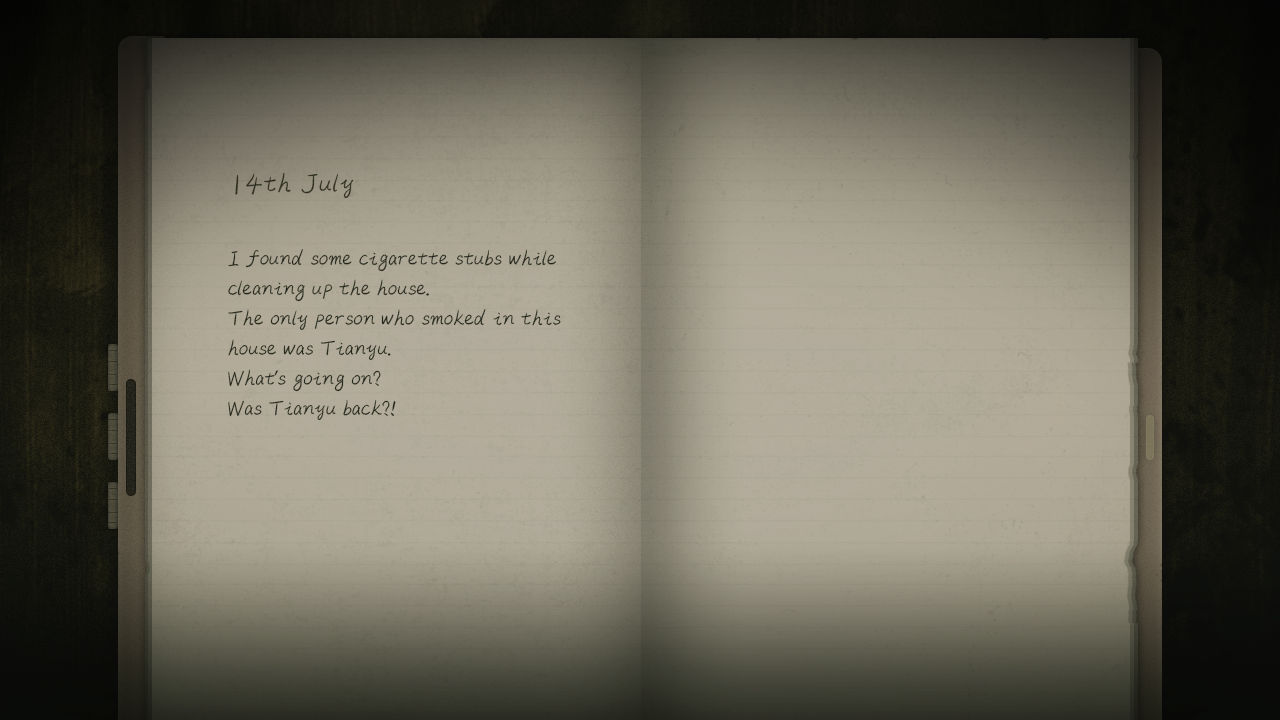 14th July
I found some cigarette stubs while
cleaning up the house.
The only person who smoked in this
house was Tianyu.
What's going on?
Was Tianyu back?!